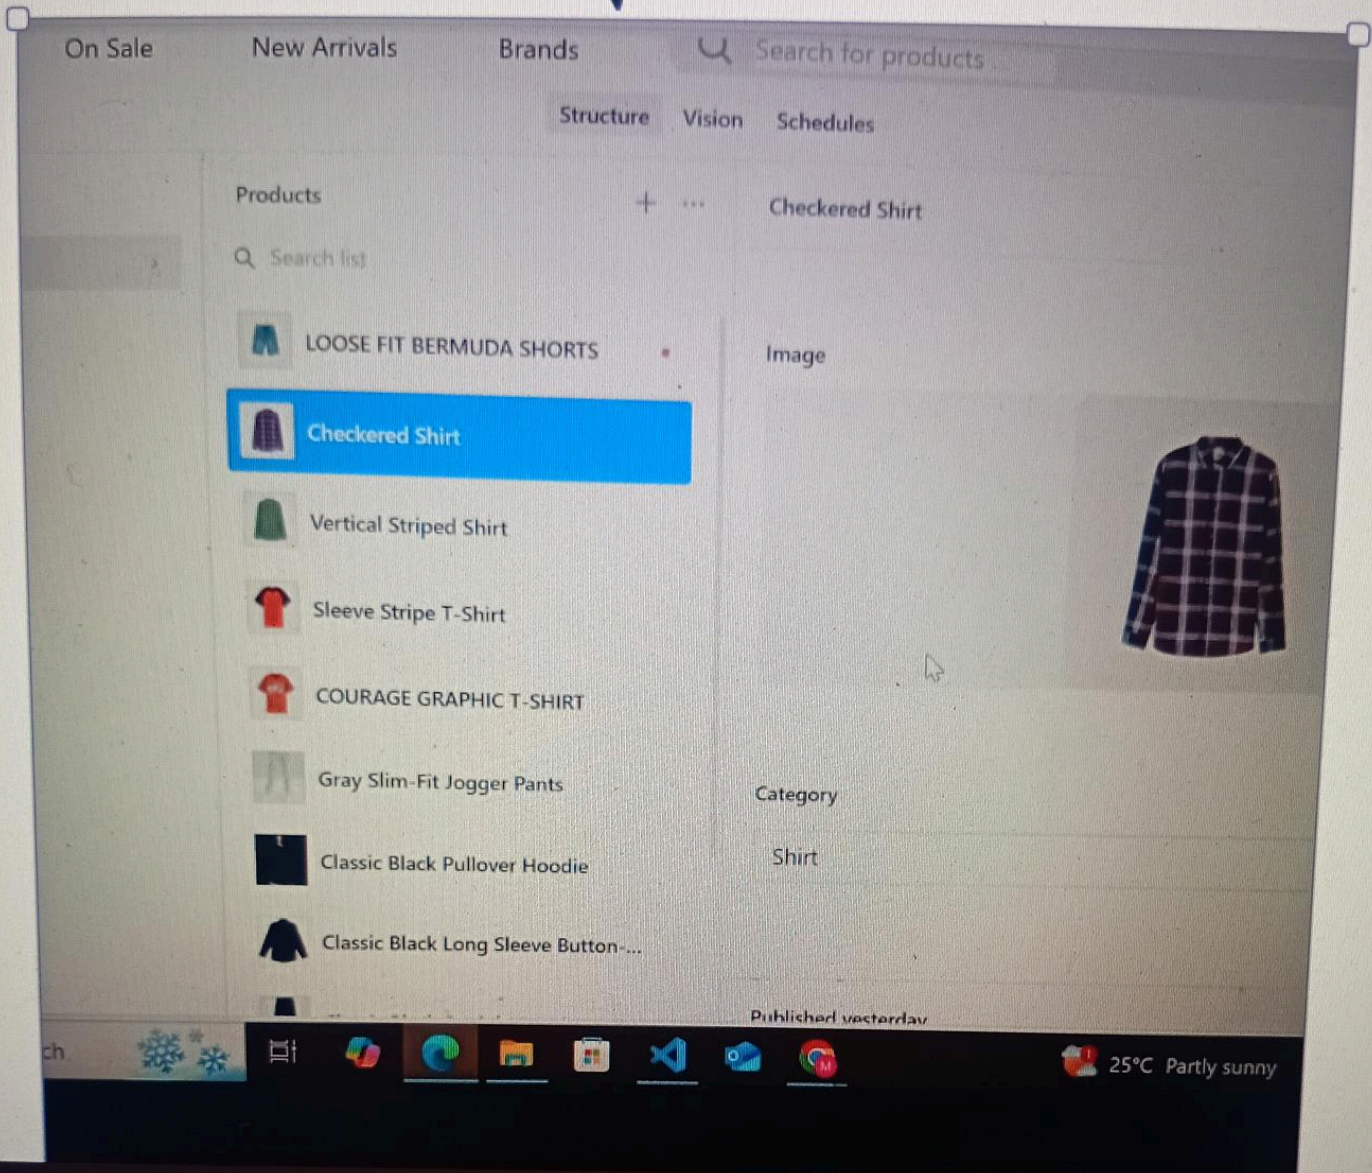 On Sale New Arrivals Brands Search for products
Structure Vision Schedules
Products
Search list
LOOSE FIT BERMUDA SHORTS
Checkered Shirt
Vertical Striped Shirt
Sleeve Stripe T-Shirt
COURAGE GRAPHIC T-SHIRT
Gray Slim-Fit Jogger Pants
Classic Black Pullover Hoodie
Classic Black Long Sleeve Button-...
Checkered Shirt
Image
Category
Shirt
Published yesterday
ch
25°C Partly sunny